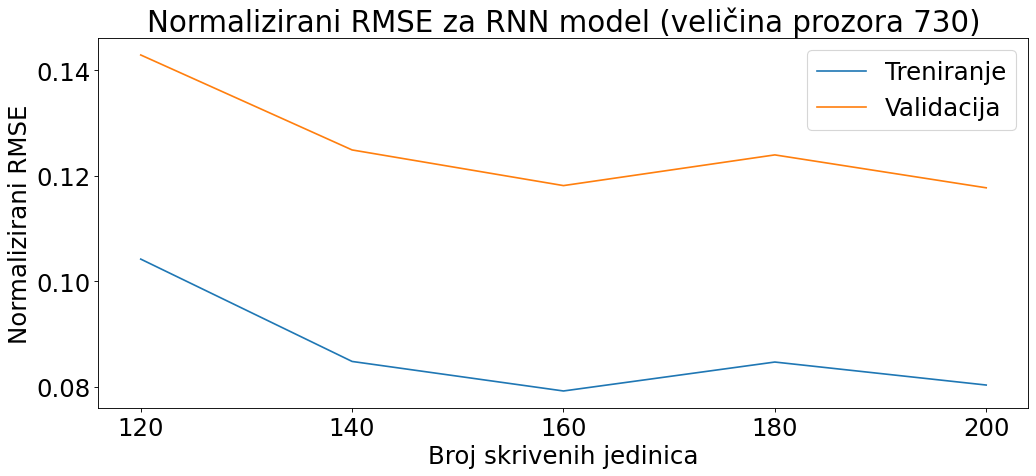 Normalizirani RMSE za RNN model (veličina prozora 730)
Treniranje
Validacija
Normalizirani RMSE
0.14
0.12
0.10
0.08
120 140 160 180 200
Broj skrivenih jedinica